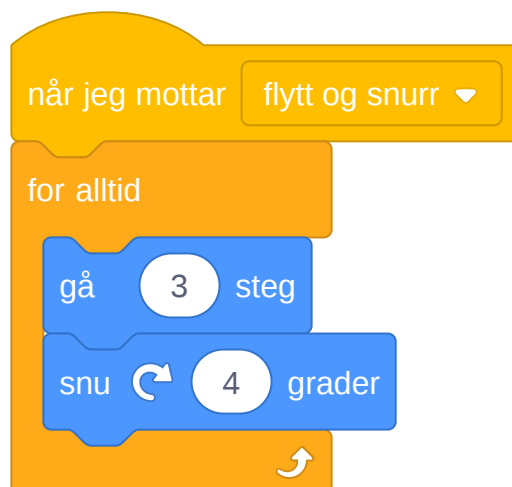 når jeg mottar flytt og snurr
for alltid
gå 3 steg
snu 4 grader